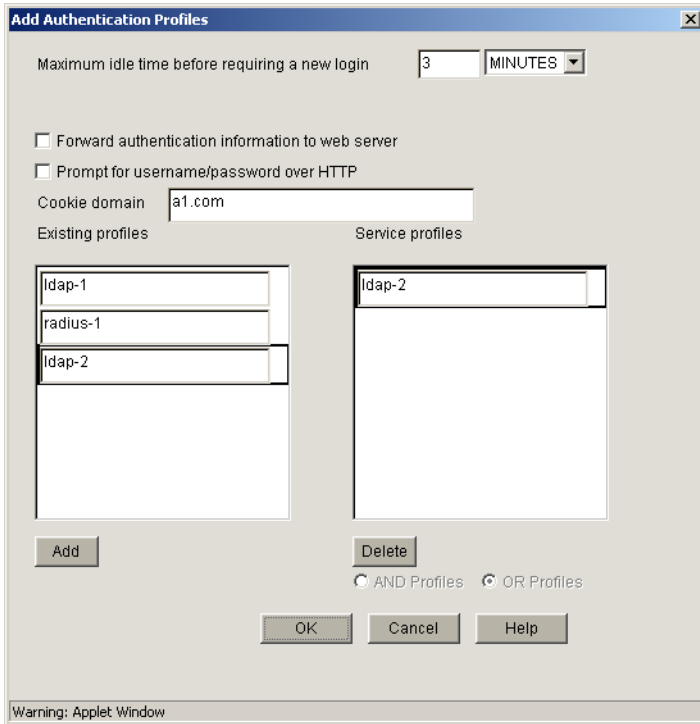 Add Authentication Profiles
Maximum idle time before requiring a new login 3 MINUTES
Forward authentication information to web server
Prompt for username/password over HTTP
Cookie domain a1.com
Existing profiles Service profiles
ldap-1 ldap-2
radius-1
ldap-2
Add Delete
AND Profiles OR Profiles
OK Cancel Help
Warning: Applet Window